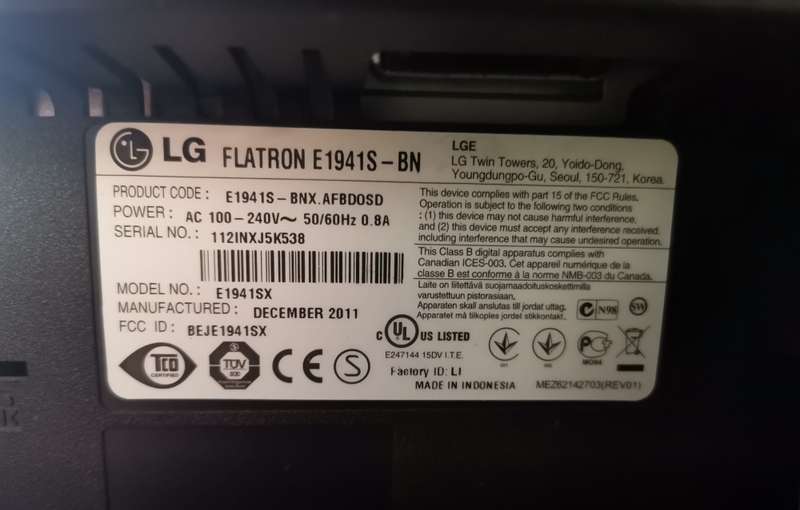 LG FLATRON E1941S-BN
PRODUCT CODE : E1941S-BNX.AFBDOSD
POWER : AC 100-240V~ 50/60Hz 0.8A
SERIAL NO. : 112INXJ5K538
MODEL NO. : E1941SX
MANUFACTURED : DECEMBER 2011
FCC ID : BEJE1941SX
TCO
CERTIFIED
TÜV
CE
S
LGE
LG Twin Towers, 20, Yoido-Dong,
Youngdungpo-Gu, Seoul, 150-721, Korea.
This device complies with part 15 of the FCC Rules.
Operation is subject to the following two conditions
: (1) this device may not cause harmful interference,
and (2) this device must accept any interference received,
including interference that may cause undesired operation.
This Class B digital apparatus complies with
Canadian ICES-003. Cet appareil numérique de la
classe B est conforme à la norme NMB-003 du Canada.
Laite on liitettävä suojamaadoituskoskettimilla
varustettuun pistorasiaan.
Apparaten skall anslutas till jordat uttag.
Apparatet må tilkoples jordet stikkontakt.
C N98
c UL US LISTED
E247144 15DV I.T.E.
Factory ID: LI
MADE IN INDONESIA
MEZ62142703(REV01)
K